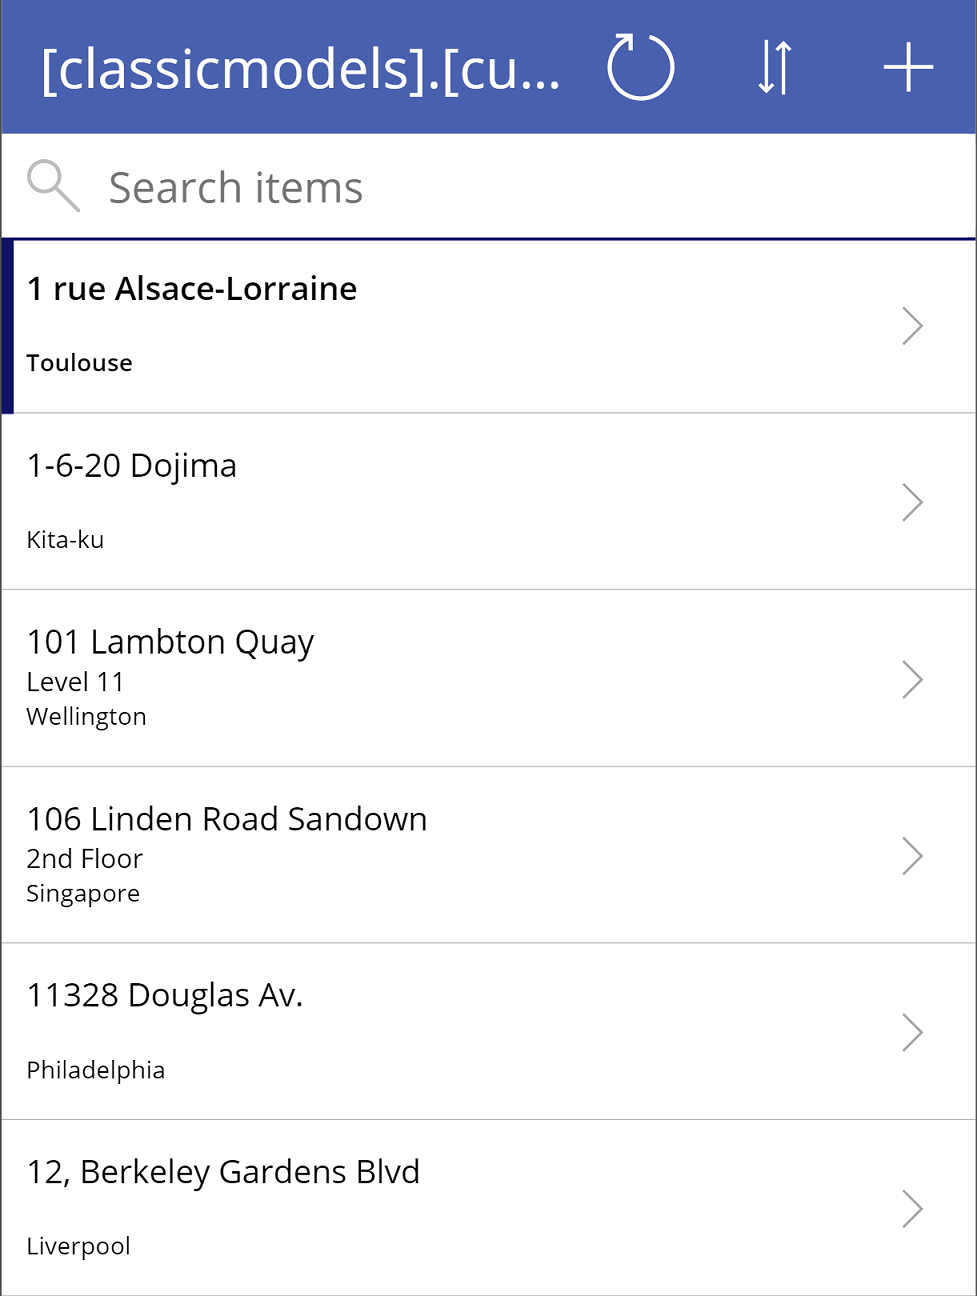 [classicmodels].[cu...
Search items
1 rue Alsace-Lorraine
Toulouse
1-6-20 Dojima
Kita-ku
101 Lambton Quay
Level 11
Wellington
106 Linden Road Sandown
2nd Floor
Singapore
11328 Douglas Av.
Philadelphia
12, Berkeley Gardens Blvd
Liverpool